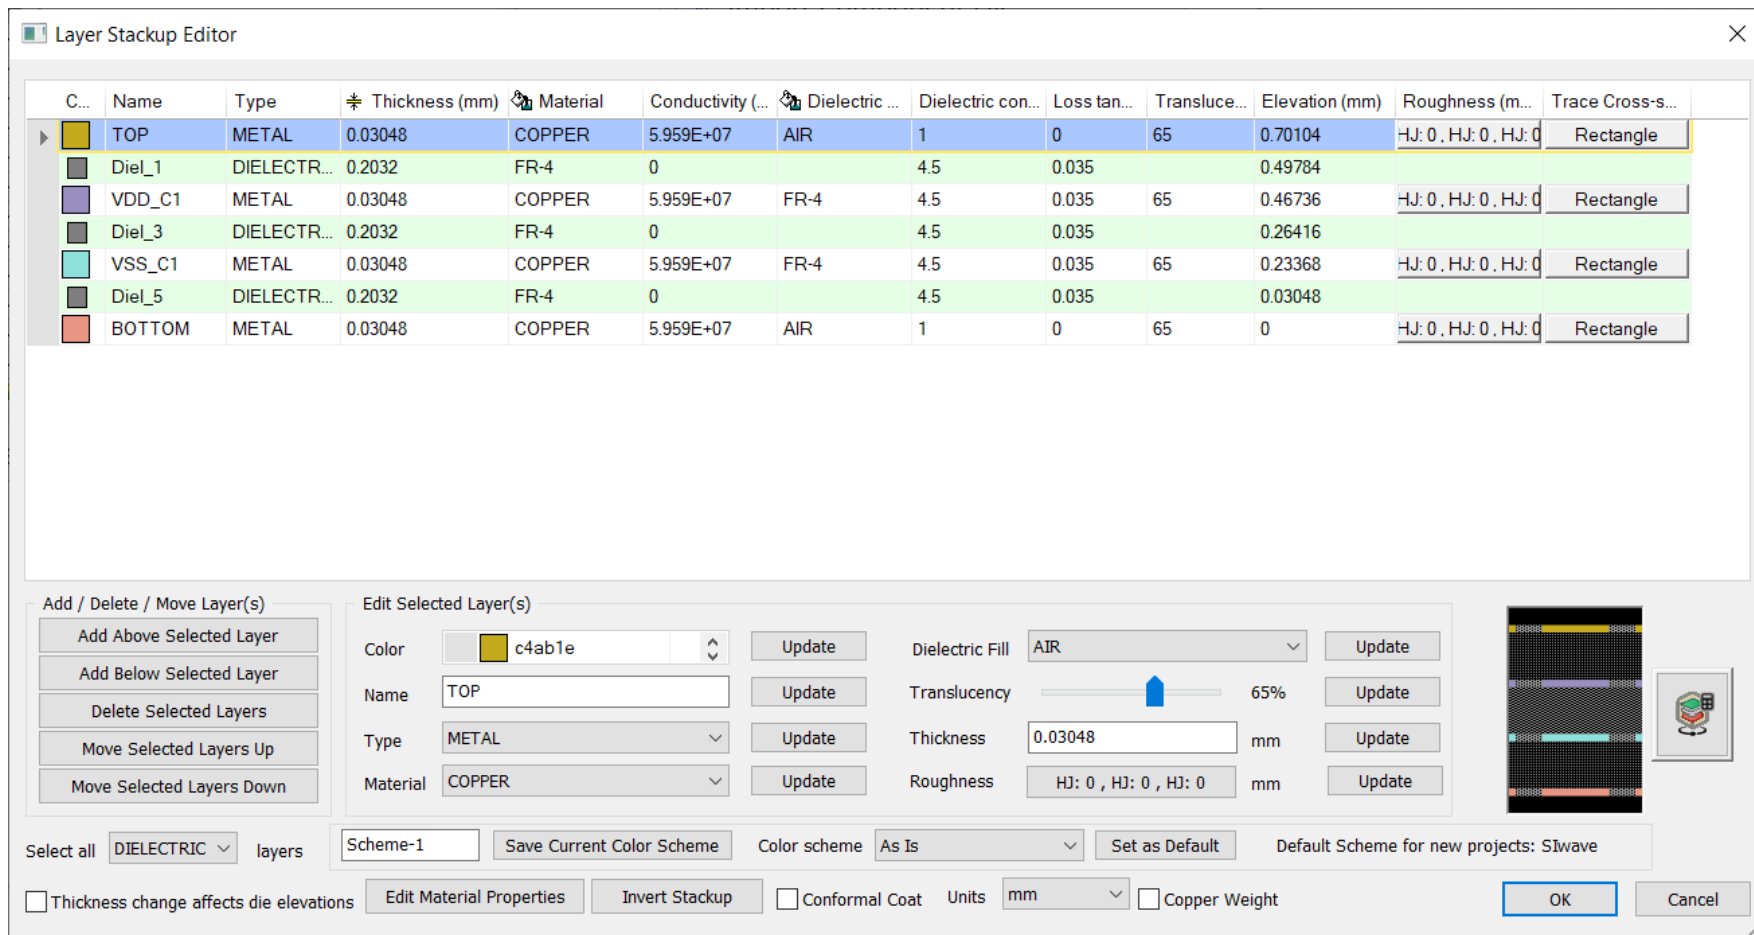 Layer Stackup Editor
C... Name Type Thickness (mm) Material Conductivity (... Dielectric ... Dielectric con... Loss tan... Transluce... Elevation (mm) Roughness (m... Trace Cross-s...
TOP METAL 0.03048 COPPER 5.959E+07 AIR 1 0 65 0.70104 HJ: 0 , HJ: 0 , HJ: 0 Rectangle
Diel_1 DIELECTR... 0.2032 FR-4 0 4.5 0.035 0.49784
VDD_C1 METAL 0.03048 COPPER 5.959E+07 FR-4 4.5 0.035 65 0.46736 HJ: 0 , HJ: 0 , HJ: 0 Rectangle
Diel_3 DIELECTR... 0.2032 FR-4 0 4.5 0.035 0.26416
VSS_C1 METAL 0.03048 COPPER 5.959E+07 FR-4 4.5 0.035 65 0.23368 HJ: 0 , HJ: 0 , HJ: 0 Rectangle
Diel_5 DIELECTR... 0.2032 FR-4 0 4.5 0.035 0.03048
BOTTOM METAL 0.03048 COPPER 5.959E+07 AIR 1 0 65 0 HJ: 0 , HJ: 0 , HJ: 0 Rectangle
Add / Delete / Move Layer(s)
Add Above Selected Layer
Add Below Selected Layer
Delete Selected Layers
Move Selected Layers Up
Move Selected Layers Down
Edit Selected Layer(s)
Color c4ab1e Update Dielectric Fill AIR Update
Name TOP Update Translucency 65% Update
Type METAL Update Thickness 0.03048 mm Update
Material COPPER Update Roughness HJ: 0 , HJ: 0 , HJ: 0 mm Update
Select all DIELECTRIC layers Scheme-1 Save Current Color Scheme Color scheme As Is Set as Default Default Scheme for new projects: SIwave
Thickness change affects die elevations Edit Material Properties Invert Stackup Conformal Coat Units mm Copper Weight OK Cancel